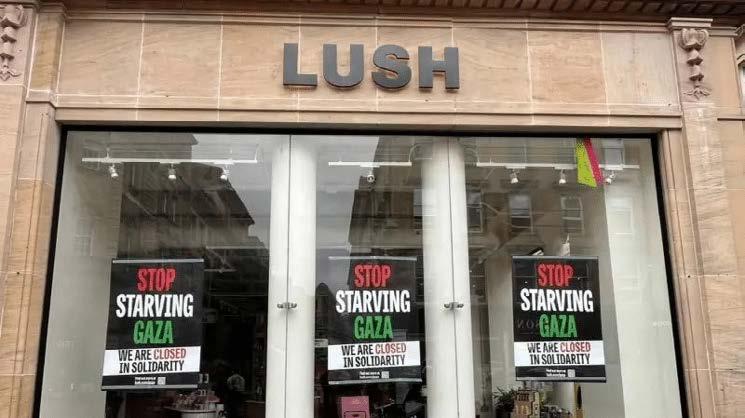 LUSH
STOP
STARVING
GAZA
WE ARE CLOSED
IN SOLIDARITY
STOP
STARVING
GAZA
WE ARE CLOSED
IN SOLIDARITY
STOP
STARVING
GAZA
WE ARE CLOSED
IN SOLIDARITY